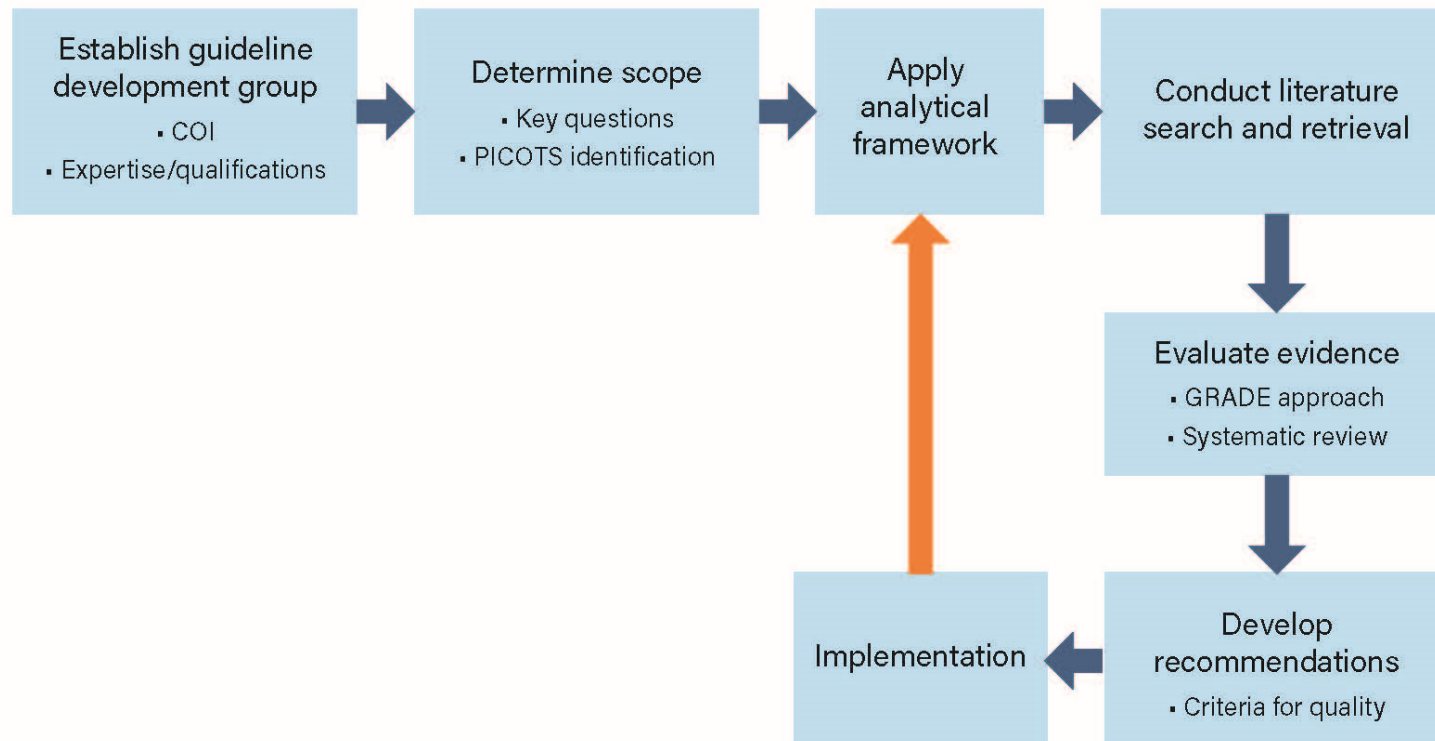 Establish guideline
development group
▪ COI
▪ Expertise/qualifications
Determine scope
▪ Key questions
▪ PICOTS identification
Apply
analytical
framework
Conduct literature
search and retrieval
Evaluate evidence
▪ GRADE approach
▪ Systematic review
Develop
recommendations
▪ Criteria for quality
Implementation